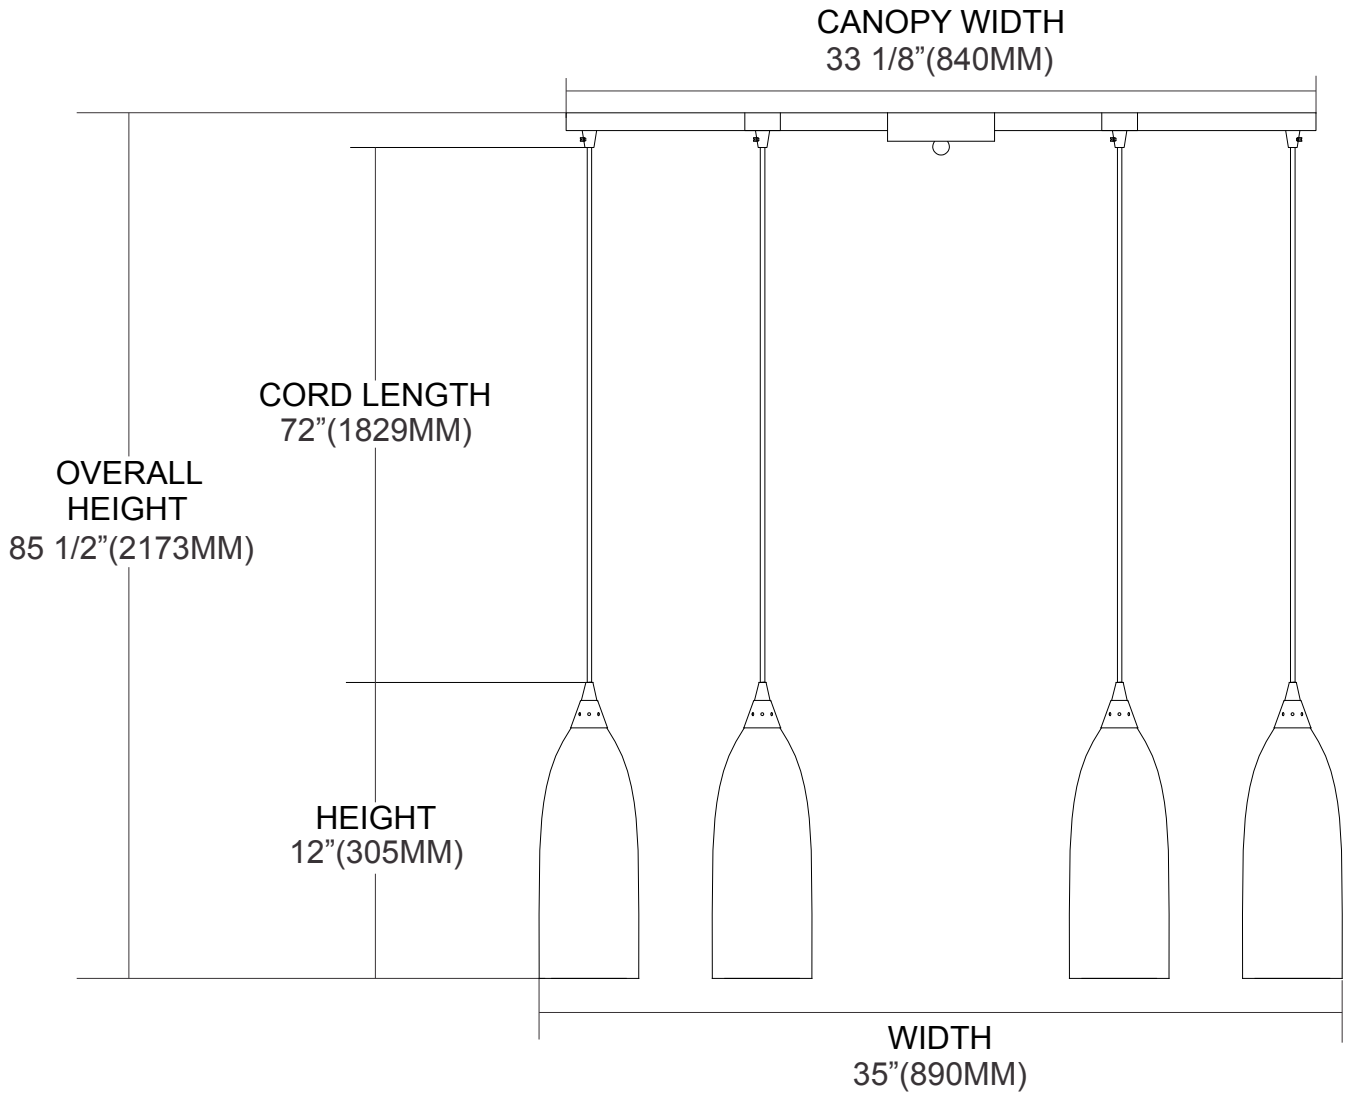 CANOPY WIDTH
33 1/8”(840MM)
CORD LENGTH
72”(1829MM)
OVERALL
HEIGHT
85 1/2”(2173MM)
HEIGHT
12”(305MM)
WIDTH
35”(890MM)